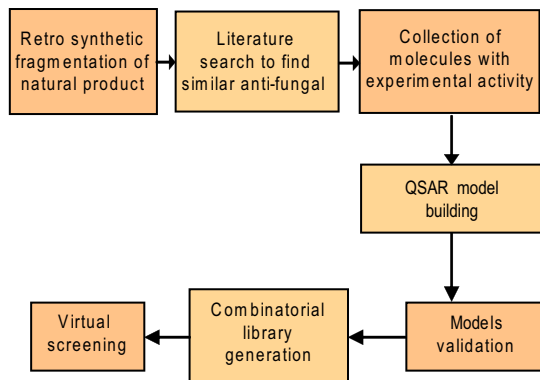 Retro synthetic
fragmentation of
natural product
Literature
search to find
similar anti-fungal
Collection of
molecules with
experimental activity
QSAR model
building
Models
validation
Combinatorial
library
generation
Virtual
screening